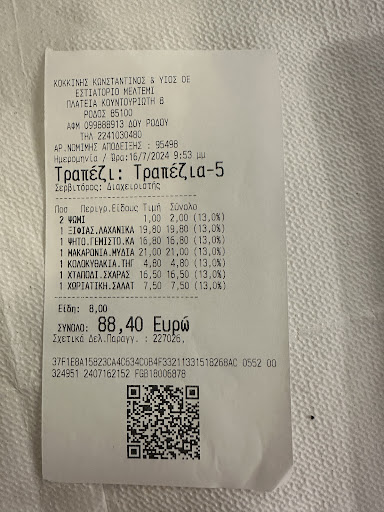 ΚΟΚΚΙΝΗΣ ΚΩΝΣΤΑΝΤΙΝΟΣ & ΥΙΟΣ ΟΕ
ΕΣΤΙΑΤΟΡΙΟ ΜΕΛΤΕΜΙ
ΠΛΑΤΕΙΑ ΚΟΥΝΤΟΥΡΙΩΤΗ 8
ΡΟΔΟΣ 85100
ΑΦΜ 099888913 ΔΟΥ ΡΟΔΟΥ
ΤΗΛ 2241030480
ΑΡ.ΝΟΜΙΜΗΣ ΑΠΟΔΕΙΞΗΣ : 95498
Ημερομηνία / Ώρα:16/7/2024 9:53 μμ
Τραπέζι: Τραπέζια-5
Σερβιτόρος: Διαχειριστής
Ποσ Περιγρ.Είδους Τιμή Σύνολο
2 ΨΩΜΙ 1,00 2,00 (13,0%)
1 ΞΙΦΙΑΣ.ΛΑΧΑΝΙΚΑ 19,80 19,80 (13,0%)
1 ΨΗΤΟ.ΓΕΜΙΣΤΟ.ΚΑ 16,80 16,80 (13,0%)
1 ΜΑΚΑΡΟΝΙΑ.ΜΥΔΙΑ 21,00 21,00 (13,0%)
1 ΚΟΛΟΚΥΒΑΚΙΑ.ΤΗΓ 4,80 4,80 (13,0%)
1 ΧΤΑΠΟΔΙ.ΣΧΑΡΑΣ 16,50 16,50 (13,0%)
1 ΧΩΡΙΑΤΙΚΗ.ΣΑΛΑΤ 7,50 7,50 (13,0%)
Είδη: 8,00
ΣΥΝΟΛΟ: 88,40 Ευρώ
Σχετικά Δελ.Παραγγ. : 227026,
0552 00
324951 2407162152 FGB18006878